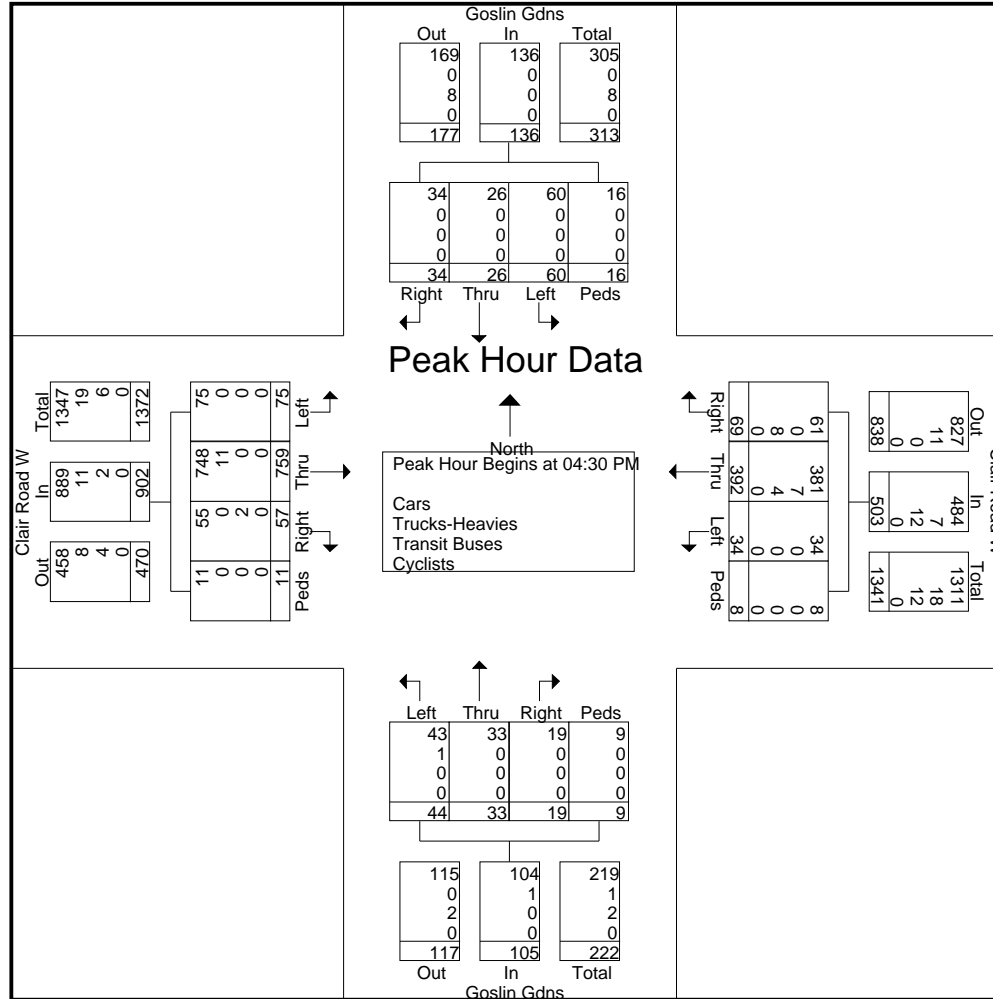 Goslin Gdns
Out In Total
169 136 305
0 0 0
8 0 8
0 0 0
177 136 313
34 26 60 16
0 0 0 0
0 0 0 0
0 0 0 0
34 26 60 16
Right Thru Left Peds
Peak Hour Data
Clair Road W
Total
1347 19 6 0 1372
In
889 11 2 0 902
Out
458 8 4 0 470
75 0 0 0 75
Left
748 11 0 0 759
Thru
55 0 2 0 57
Right
11 0 0 0 11
Peds
North
Peak Hour Begins at 04:30 PM
Cars
Trucks-Heavies
Transit Buses
Cyclists
Right
61 0 8 0 69
Thru
381 7 4 0 392
Left
34 0 0 0 34
Peds
8 0 0 0 8
Out
827 11 0 0 838
In
484 7 12 0 503
Total
1311 18 12 0 1341
Road W
Left Thru Right Peds
43 33 19 9
1 0 0 0
0 0 0 0
0 0 0 0
44 33 19 9
115 104 219
0 1 1
2 0 2
0 0 0
117 105 222
Out In Total
Goslin Gdns